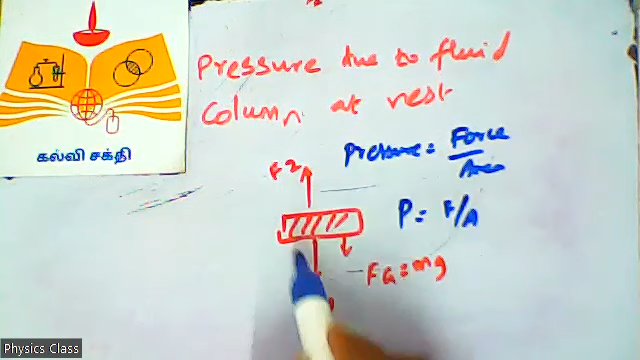 Pressure due to fluid
column at rest
கல்வி சக்தி
Pressure = Force
Area
F2
P = F/A
FG = mg
Physics Class